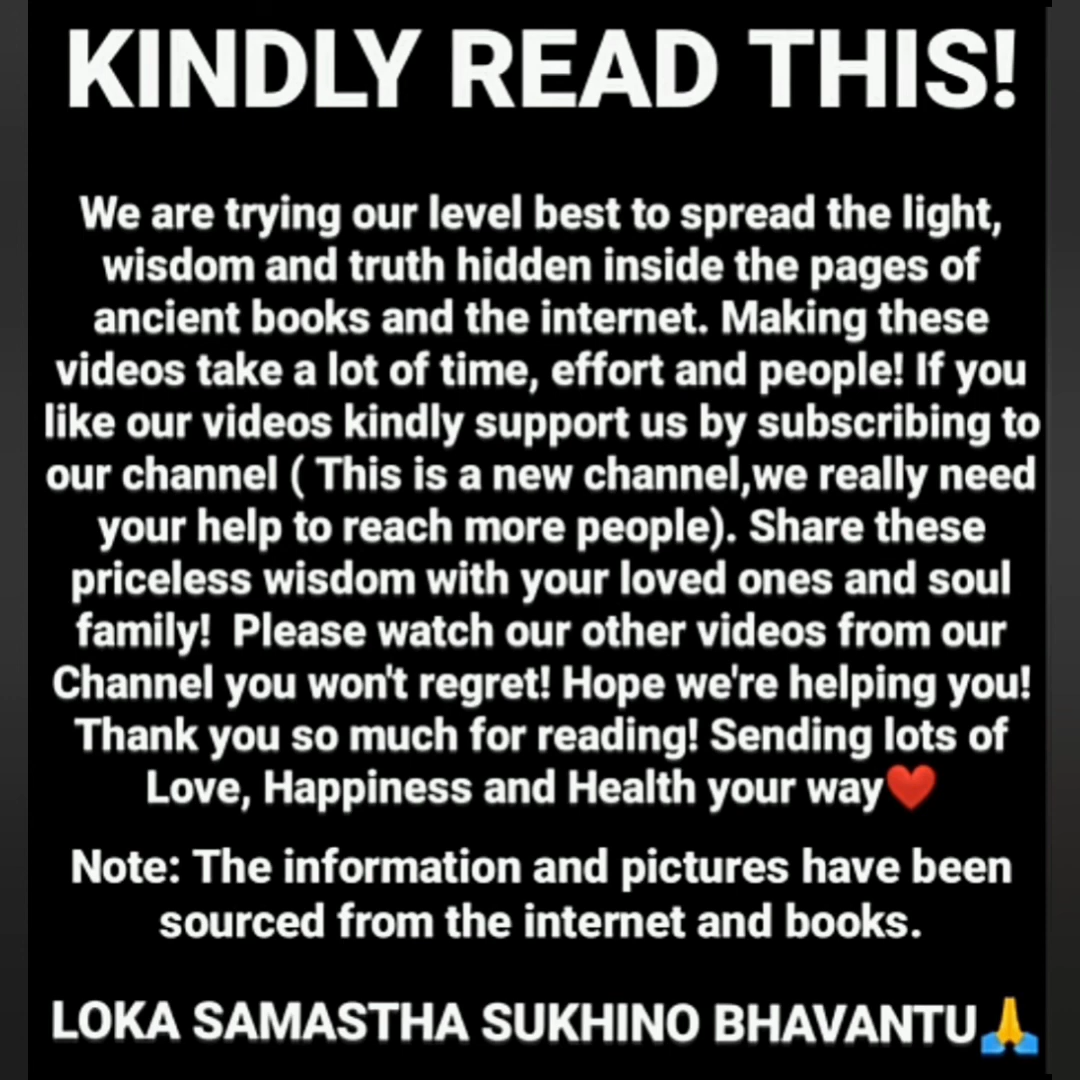 KINDLY READ THIS!
We are trying our level best to spread the light,
wisdom and truth hidden inside the pages of
ancient books and the internet. Making these
videos take a lot of time, effort and people! If you
like our videos kindly support us by subscribing to
our channel ( This is a new channel,we really need
your help to reach more people). Share these
priceless wisdom with your loved ones and soul
family!  Please watch our other videos from our
Channel you won't regret! Hope we're helping you!
Thank you so much for reading! Sending lots of
Love, Happiness and Health your way❤️
Note: The information and pictures have been
sourced from the internet and books.
LOKA SAMASTHA SUKHINO BHAVANTU🙏